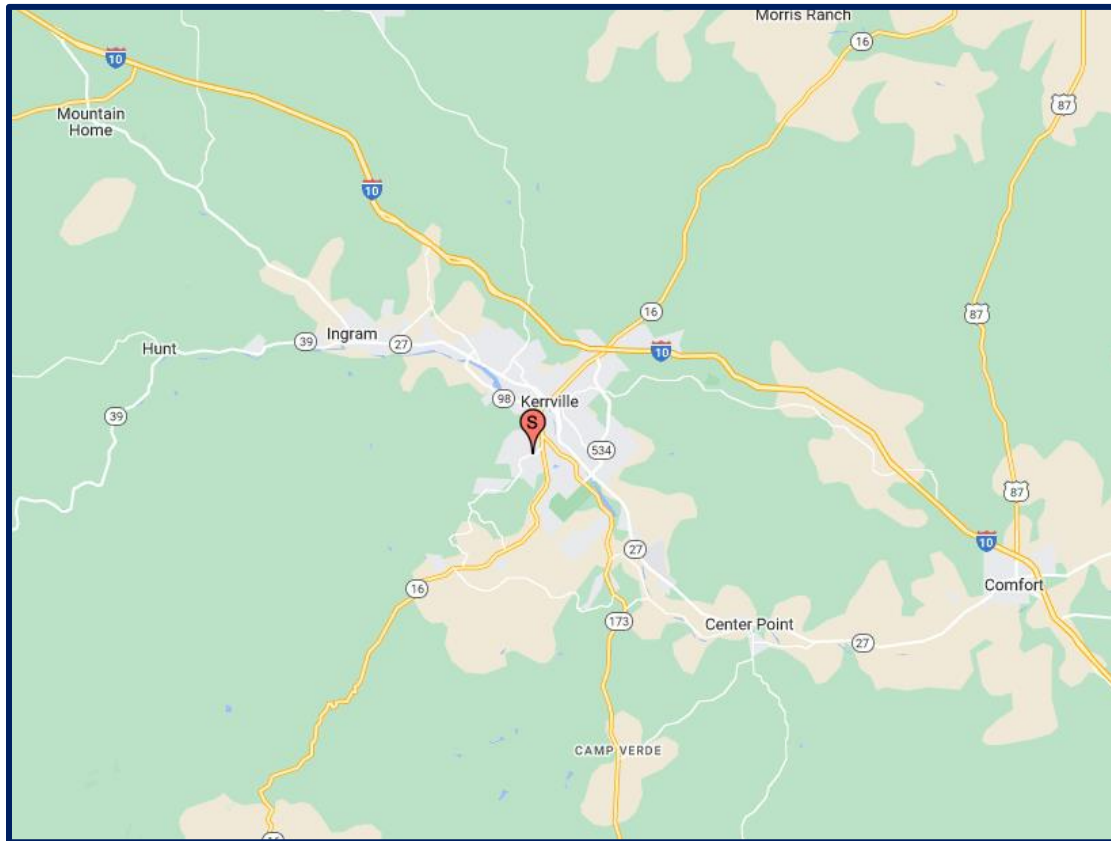 Morris Ranch
16
10
87
Mountain
Home
10
16
87
Ingram
39
27
Hunt
10
98
Kerrville
39
S
534
87
27
10
16
Comfort
173
Center Point
27
CAMP VERDE